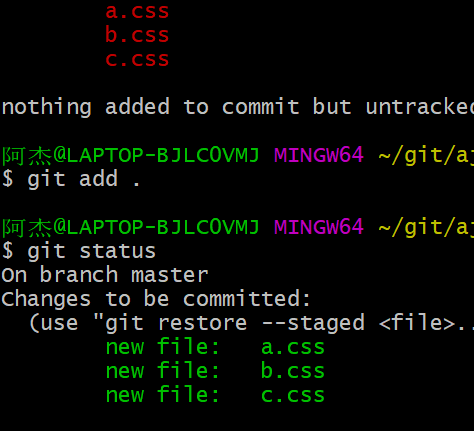 a.css
b.css
c.css
nothing added to commit but untracked
阿杰@LAPTOP-BJLC0VMJ MINGW64 ~/git/aj
$ git add .
阿杰@LAPTOP-BJLC0VMJ MINGW64 ~/git/aj
$ git status
On branch master
Changes to be committed:
(use "git restore --staged <file>..
new file: a.css
new file: b.css
new file: c.css